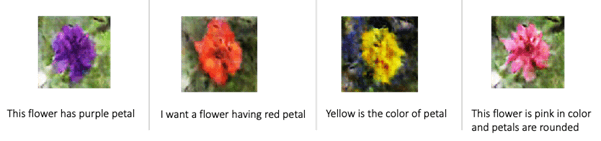 This flower has purple petal
I want a flower having red petal
Yellow is the color of petal
This flower is pink in color
and petals are rounded